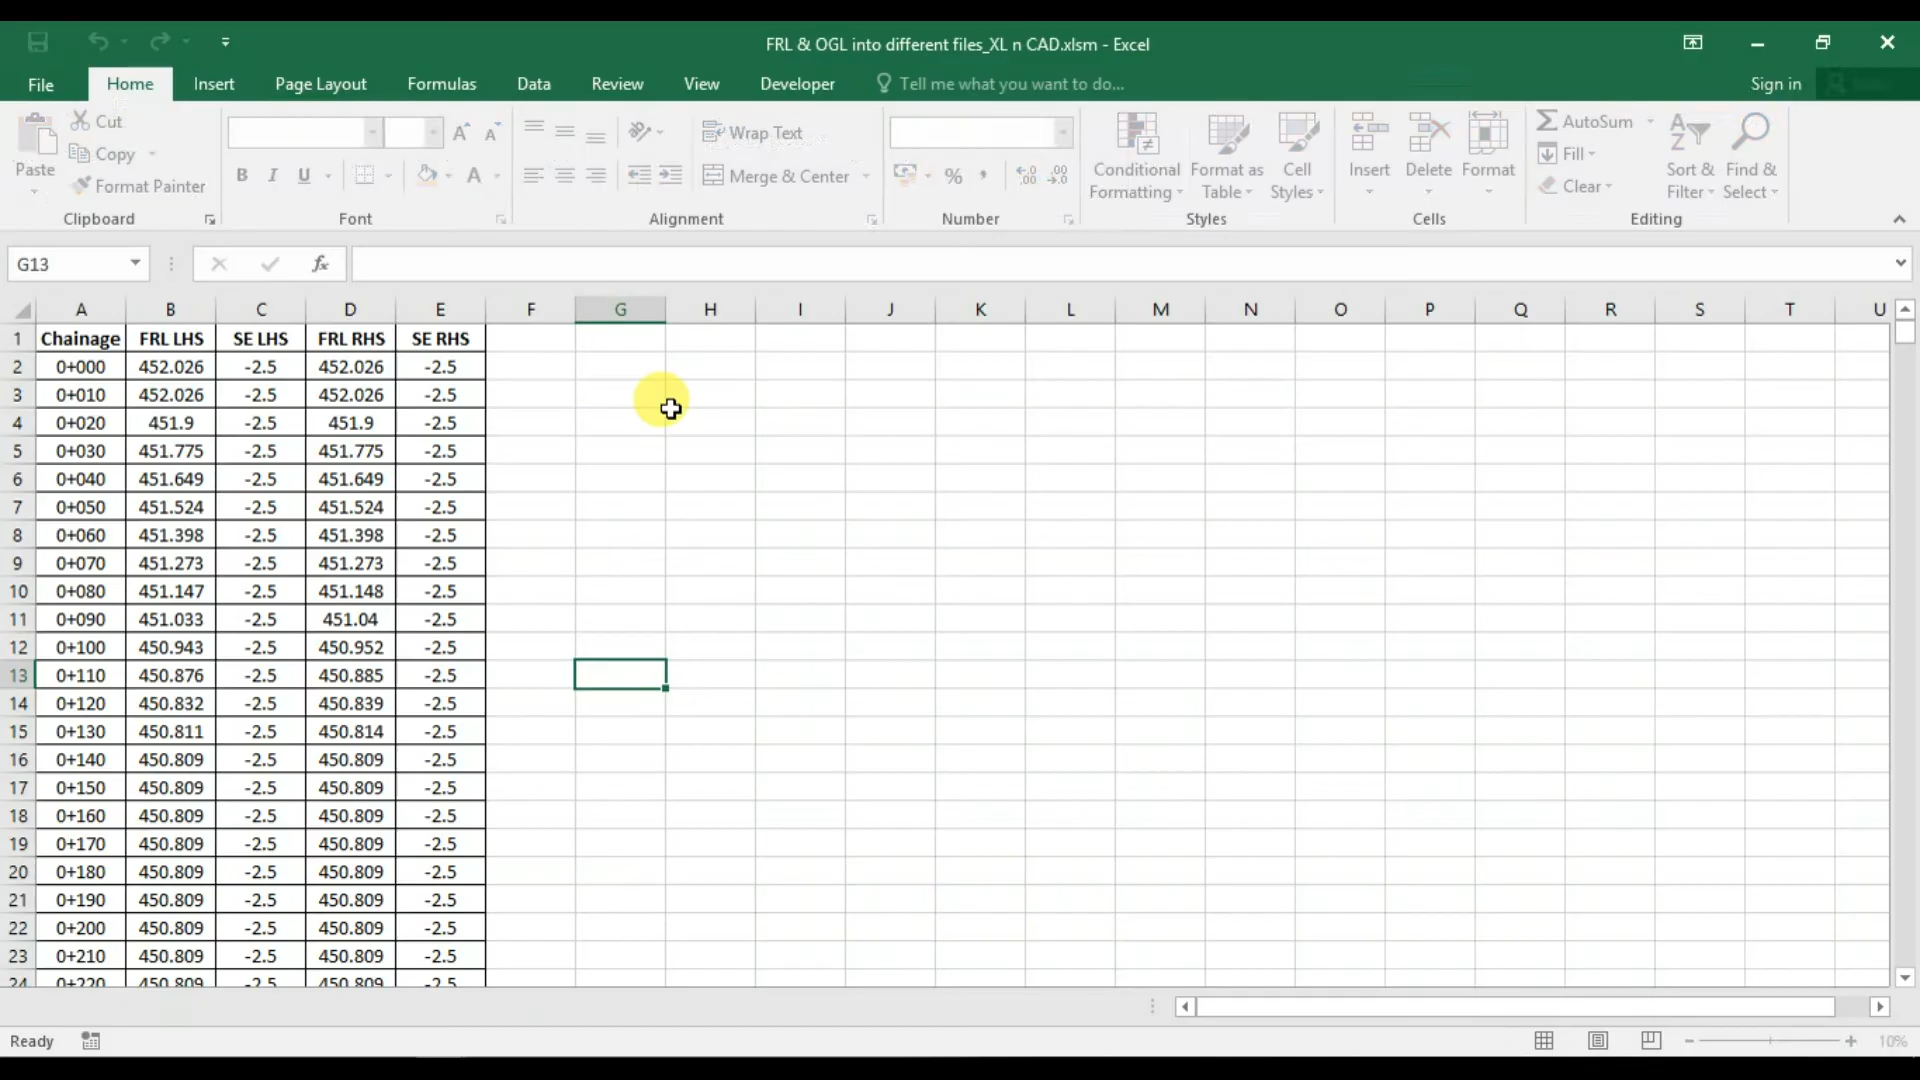 FRL & OGL into different files_XL n CAD.xlsm - Excel
File Home Insert Page Layout Formulas Data Review View Developer Tell me what you want to do... Sign in
Paste Cut Copy Format Painter
Clipboard
B I U A A A
Font
Wrap Text
Merge & Center
Alignment
% ,
Number
Conditional Formatting Format as Table Cell Styles
Styles
Insert Delete Format
Cells
AutoSum
Fill
Clear
Sort & Filter Find & Select
Editing
G13 fx
A B C D E F G H I J K L M N O P Q R S T U
1 Chainage FRL LHS SE LHS FRL RHS SE RHS
2 0+000 452.026 -2.5 452.026 -2.5
3 0+010 452.026 -2.5 452.026 -2.5
4 0+020 451.9 -2.5 451.9 -2.5
5 0+030 451.775 -2.5 451.775 -2.5
6 0+040 451.649 -2.5 451.649 -2.5
7 0+050 451.524 -2.5 451.524 -2.5
8 0+060 451.398 -2.5 451.398 -2.5
9 0+070 451.273 -2.5 451.273 -2.5
10 0+080 451.147 -2.5 451.148 -2.5
11 0+090 451.033 -2.5 451.04 -2.5
12 0+100 450.943 -2.5 450.952 -2.5
13 0+110 450.876 -2.5 450.885 -2.5
14 0+120 450.832 -2.5 450.839 -2.5
15 0+130 450.811 -2.5 450.814 -2.5
16 0+140 450.809 -2.5 450.809 -2.5
17 0+150 450.809 -2.5 450.809 -2.5
18 0+160 450.809 -2.5 450.809 -2.5
19 0+170 450.809 -2.5 450.809 -2.5
20 0+180 450.809 -2.5 450.809 -2.5
21 0+190 450.809 -2.5 450.809 -2.5
22 0+200 450.809 -2.5 450.809 -2.5
23 0+210 450.809 -2.5 450.809 -2.5
24 0+220 450.809 -2.5 450.809 -2.5
Ready 10%